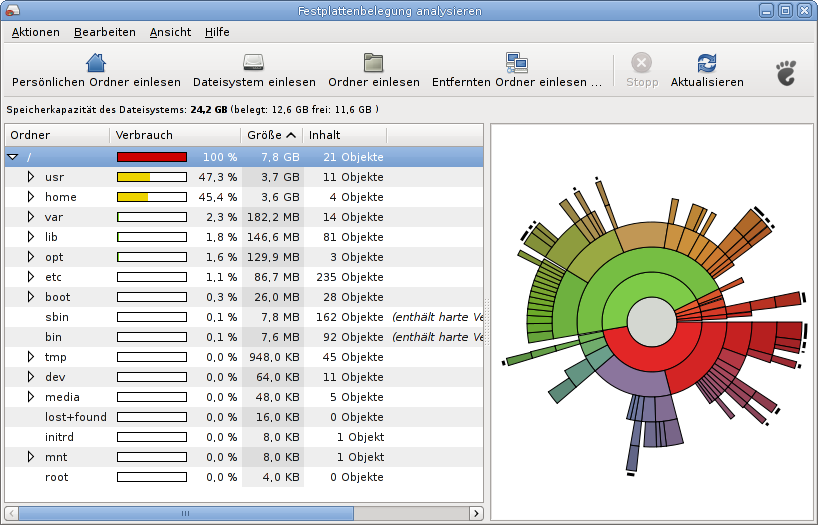 Festplattenbelegung analysieren
Aktionen Bearbeiten Ansicht Hilfe
Persönlichen Ordner einlesen Dateisystem einlesen Ordner einlesen Entfernten Ordner einlesen ... Stopp Aktualisieren
Speicherkapazität des Dateisystems: 24,2 GB (belegt: 12,6 GB frei: 11,6 GB )
Ordner Verbrauch Größe Inhalt
/ 100 % 7,8 GB 21 Objekte
usr 47,3 % 3,7 GB 11 Objekte
home 45,4 % 3,6 GB 4 Objekte
var 2,3 % 182,2 MB 14 Objekte
lib 1,8 % 146,6 MB 81 Objekte
opt 1,6 % 129,9 MB 3 Objekte
etc 1,1 % 86,7 MB 235 Objekte
boot 0,3 % 26,0 MB 28 Objekte
sbin 0,1 % 7,8 MB 162 Objekte (enthält harte Ve
bin 0,1 % 7,6 MB 92 Objekte (enthält harte Ve
tmp 0,0 % 948,0 KB 45 Objekte
dev 0,0 % 64,0 KB 11 Objekte
media 0,0 % 48,0 KB 5 Objekte
lost+found 0,0 % 16,0 KB 0 Objekte
initrd 0,0 % 8,0 KB 1 Objekt
mnt 0,0 % 8,0 KB 1 Objekt
root 0,0 % 4,0 KB 0 Objekte